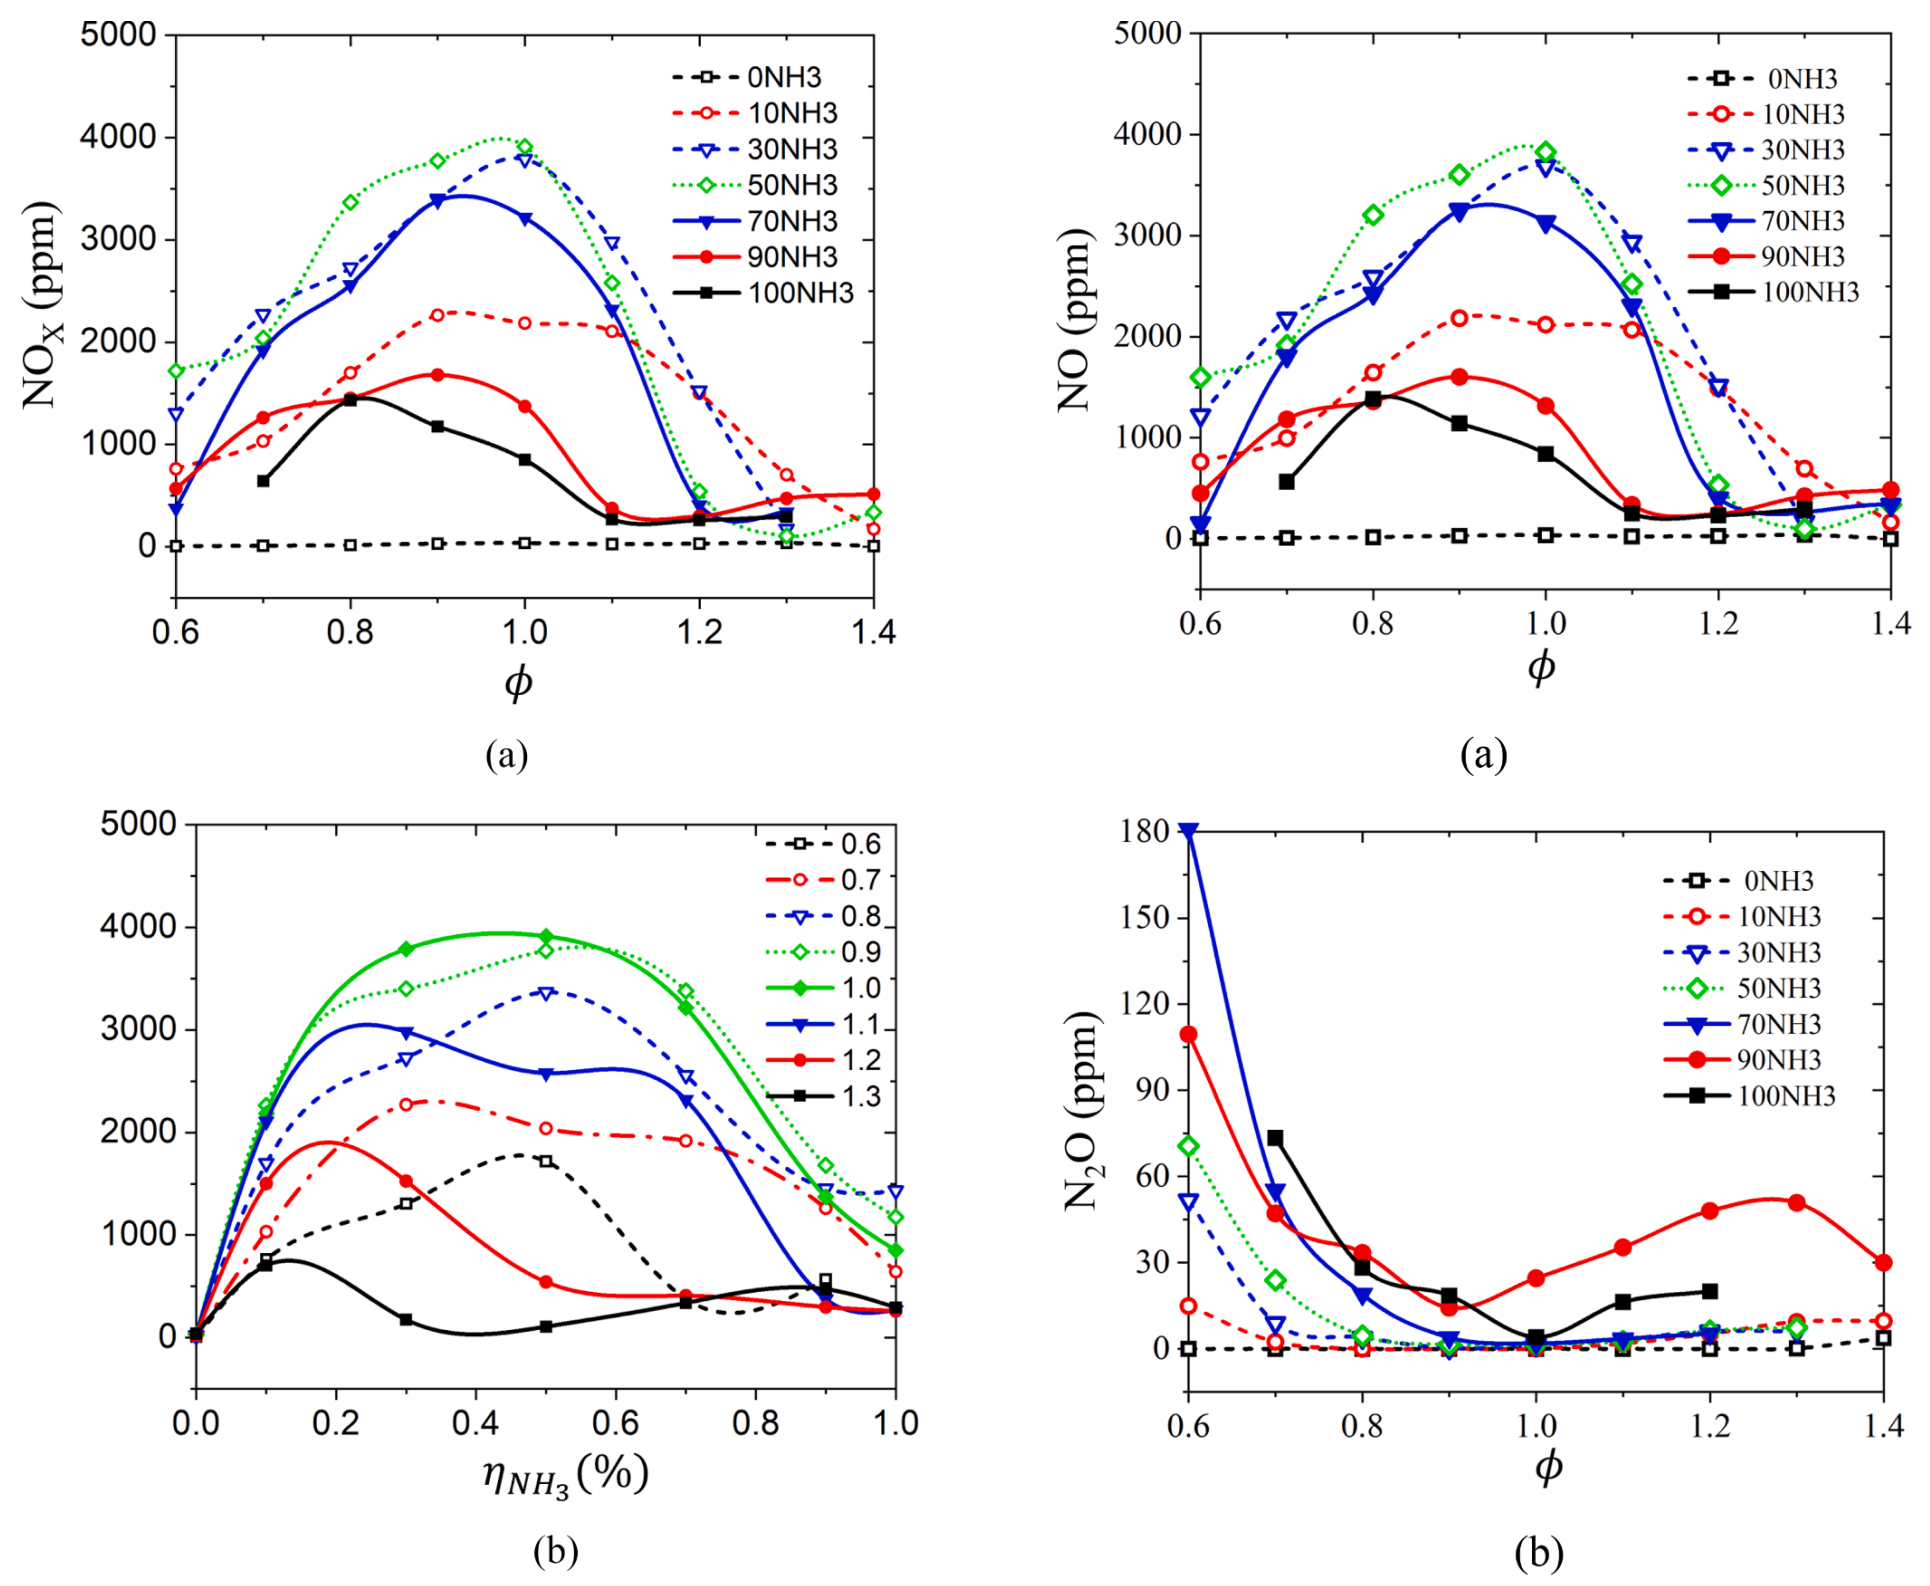 5000
4000
3000
2000
1000
0
NOX (ppm)
0NH3
10NH3
30NH3
50NH3
70NH3
90NH3
100NH3
0.6 0.8 1.0 1.2 1.4
ϕ
(a)
5000
4000
3000
2000
1000
0
NO (ppm)
0NH3
10NH3
30NH3
50NH3
70NH3
90NH3
100NH3
0.6 0.8 1.0 1.2 1.4
ϕ
(a)
5000
4000
3000
2000
1000
0
0.6
0.7
0.8
0.9
1.0
1.1
1.2
1.3
0.0 0.2 0.4 0.6 0.8 1.0
ηNH3(%)
(b)
180
150
120
90
60
30
0
N2O (ppm)
0NH3
10NH3
30NH3
50NH3
70NH3
90NH3
100NH3
0.6 0.8 1.0 1.2 1.4
ϕ
(b)